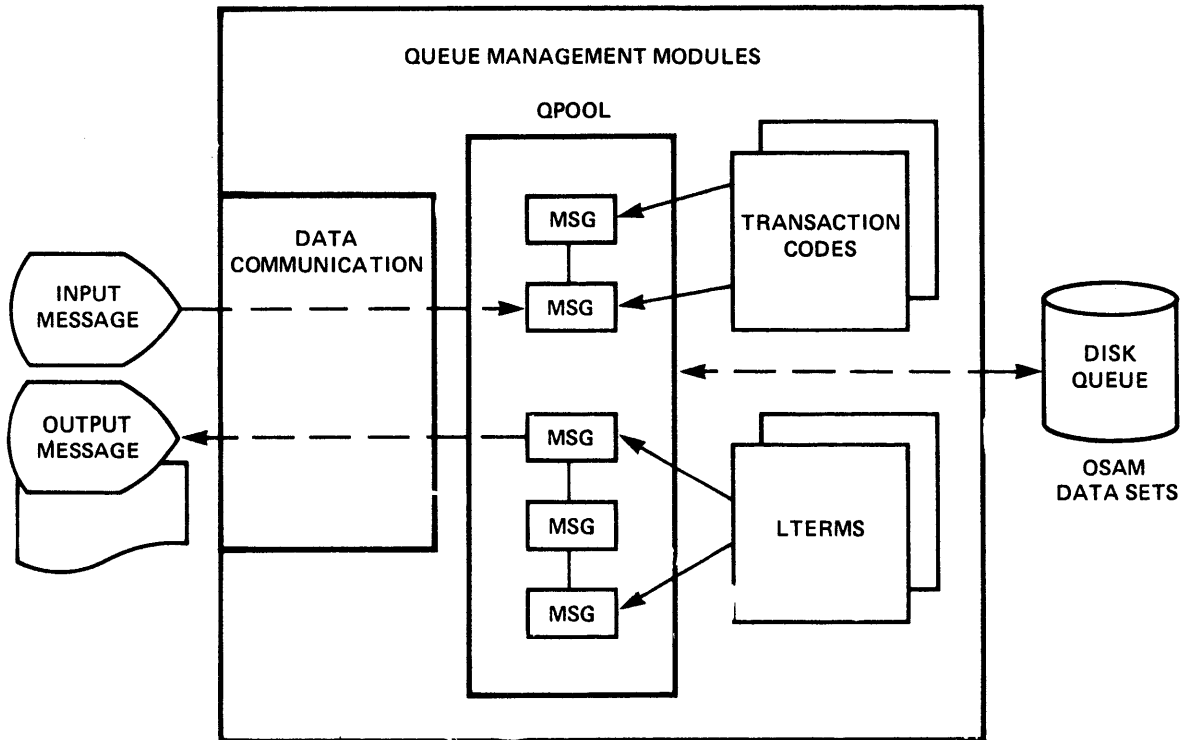 QUEUE MANAGEMENT MODULES
QPOOL
DATA
COMMUNICATION
INPUT
MESSAGE
OUTPUT
MESSAGE
MSG
MSG
MSG
MSG
MSG
TRANSACTION
CODES
LTERMS
DISK
QUEUE
OSAM
DATA SETS